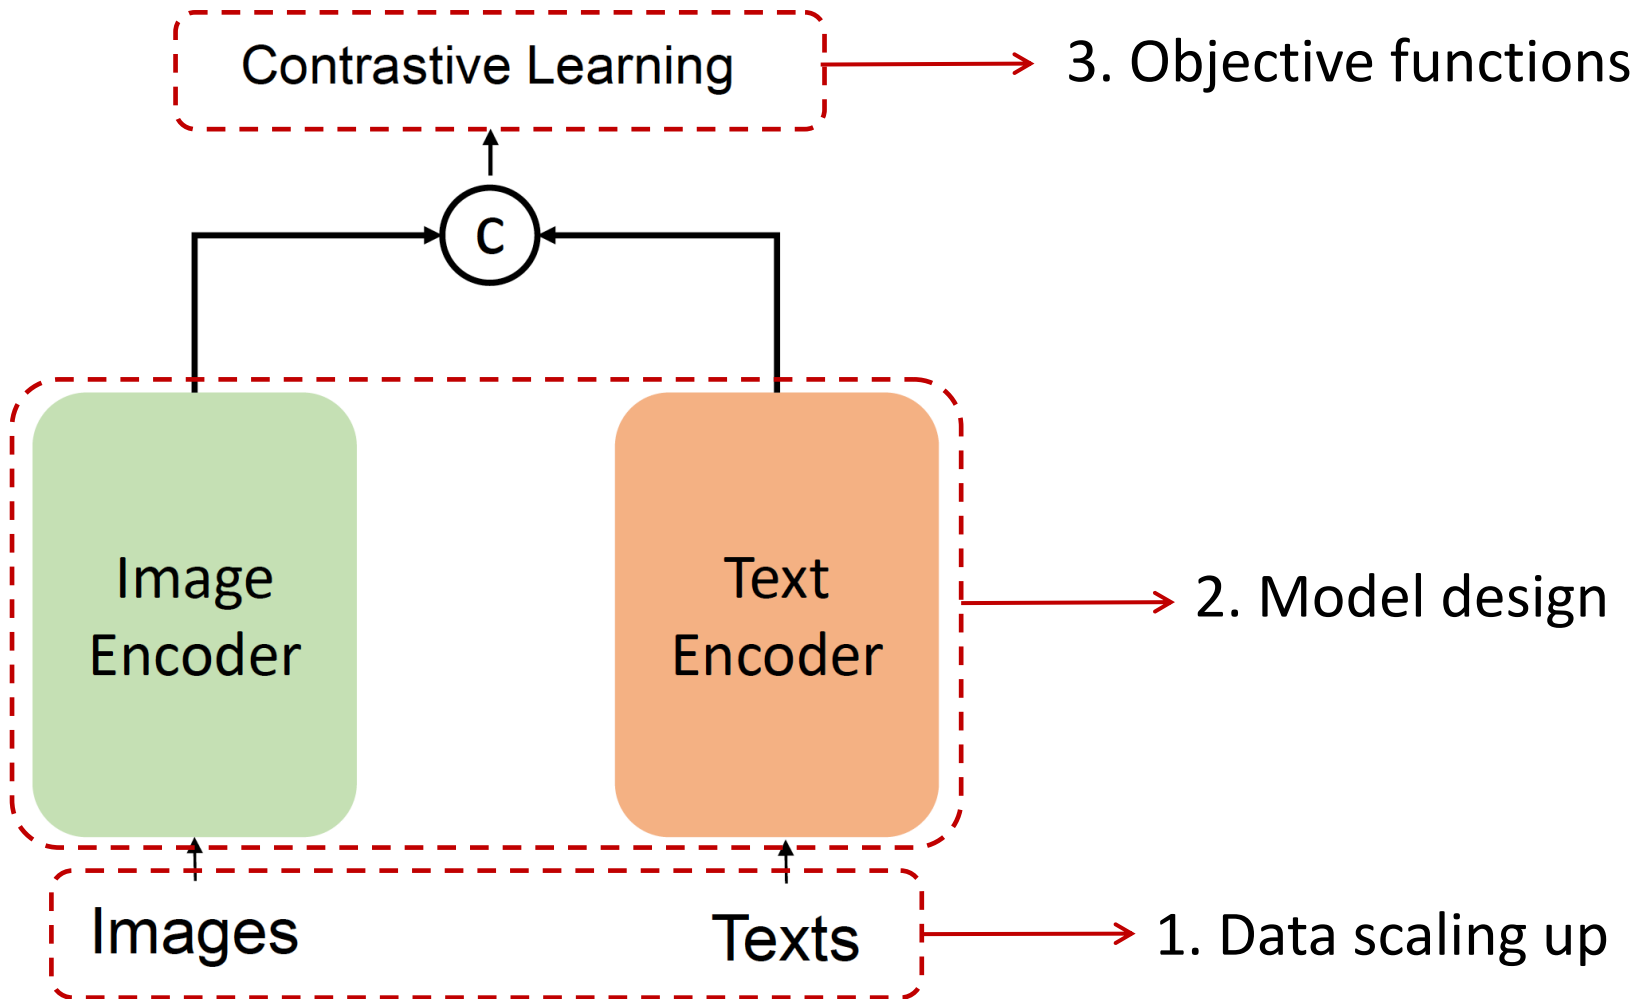 Contrastive Learning
3. Objective functions
C
Image
Encoder
Text
Encoder
2. Model design
Images
Texts
1. Data scaling up